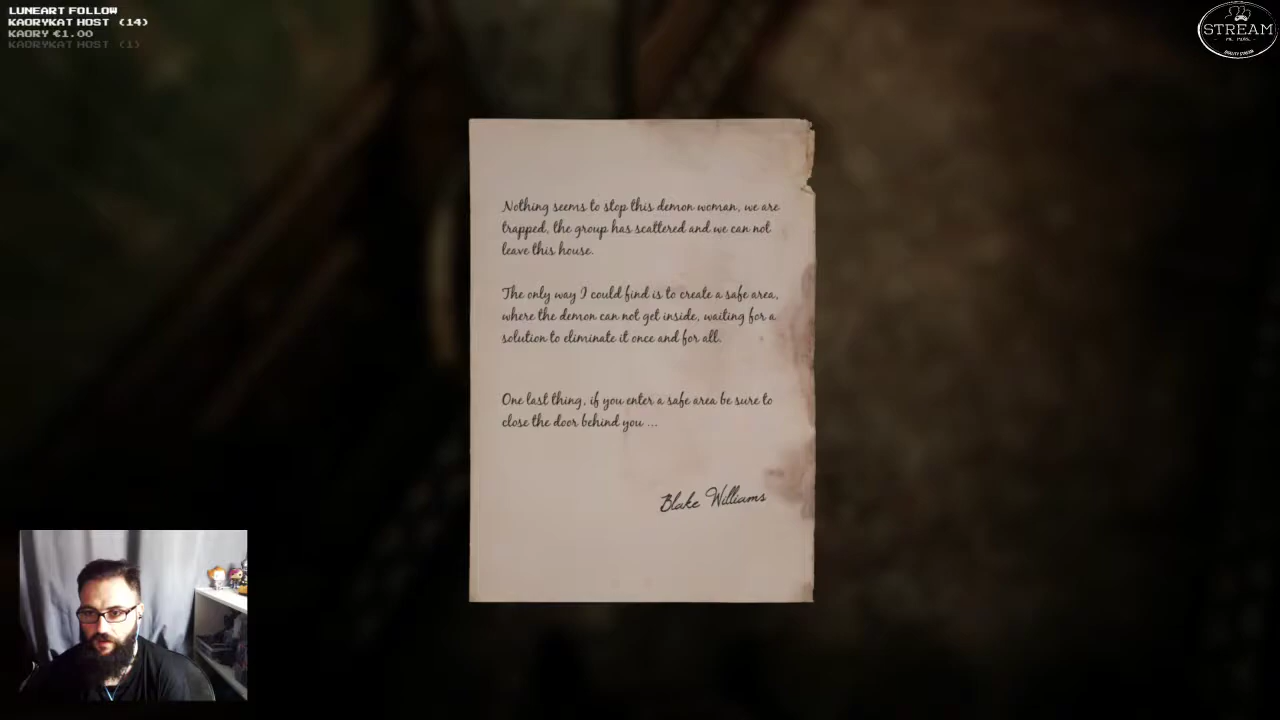 LUNEART FOLLOW
KAORYKAT HOST (14)
KAORY €1.00
KAORYKAT HOST (1)
STREAM
Nothing seems to stop this demon woman, we are
trapped, the group has scattered and we can not
leave this house.
The only way I could find is to create a safe area,
where the demon can not get inside, waiting for a
solution to eliminate it once and for all.
One last thing, if you enter a safe area be sure to
close the door behind you ...
Blake Williams